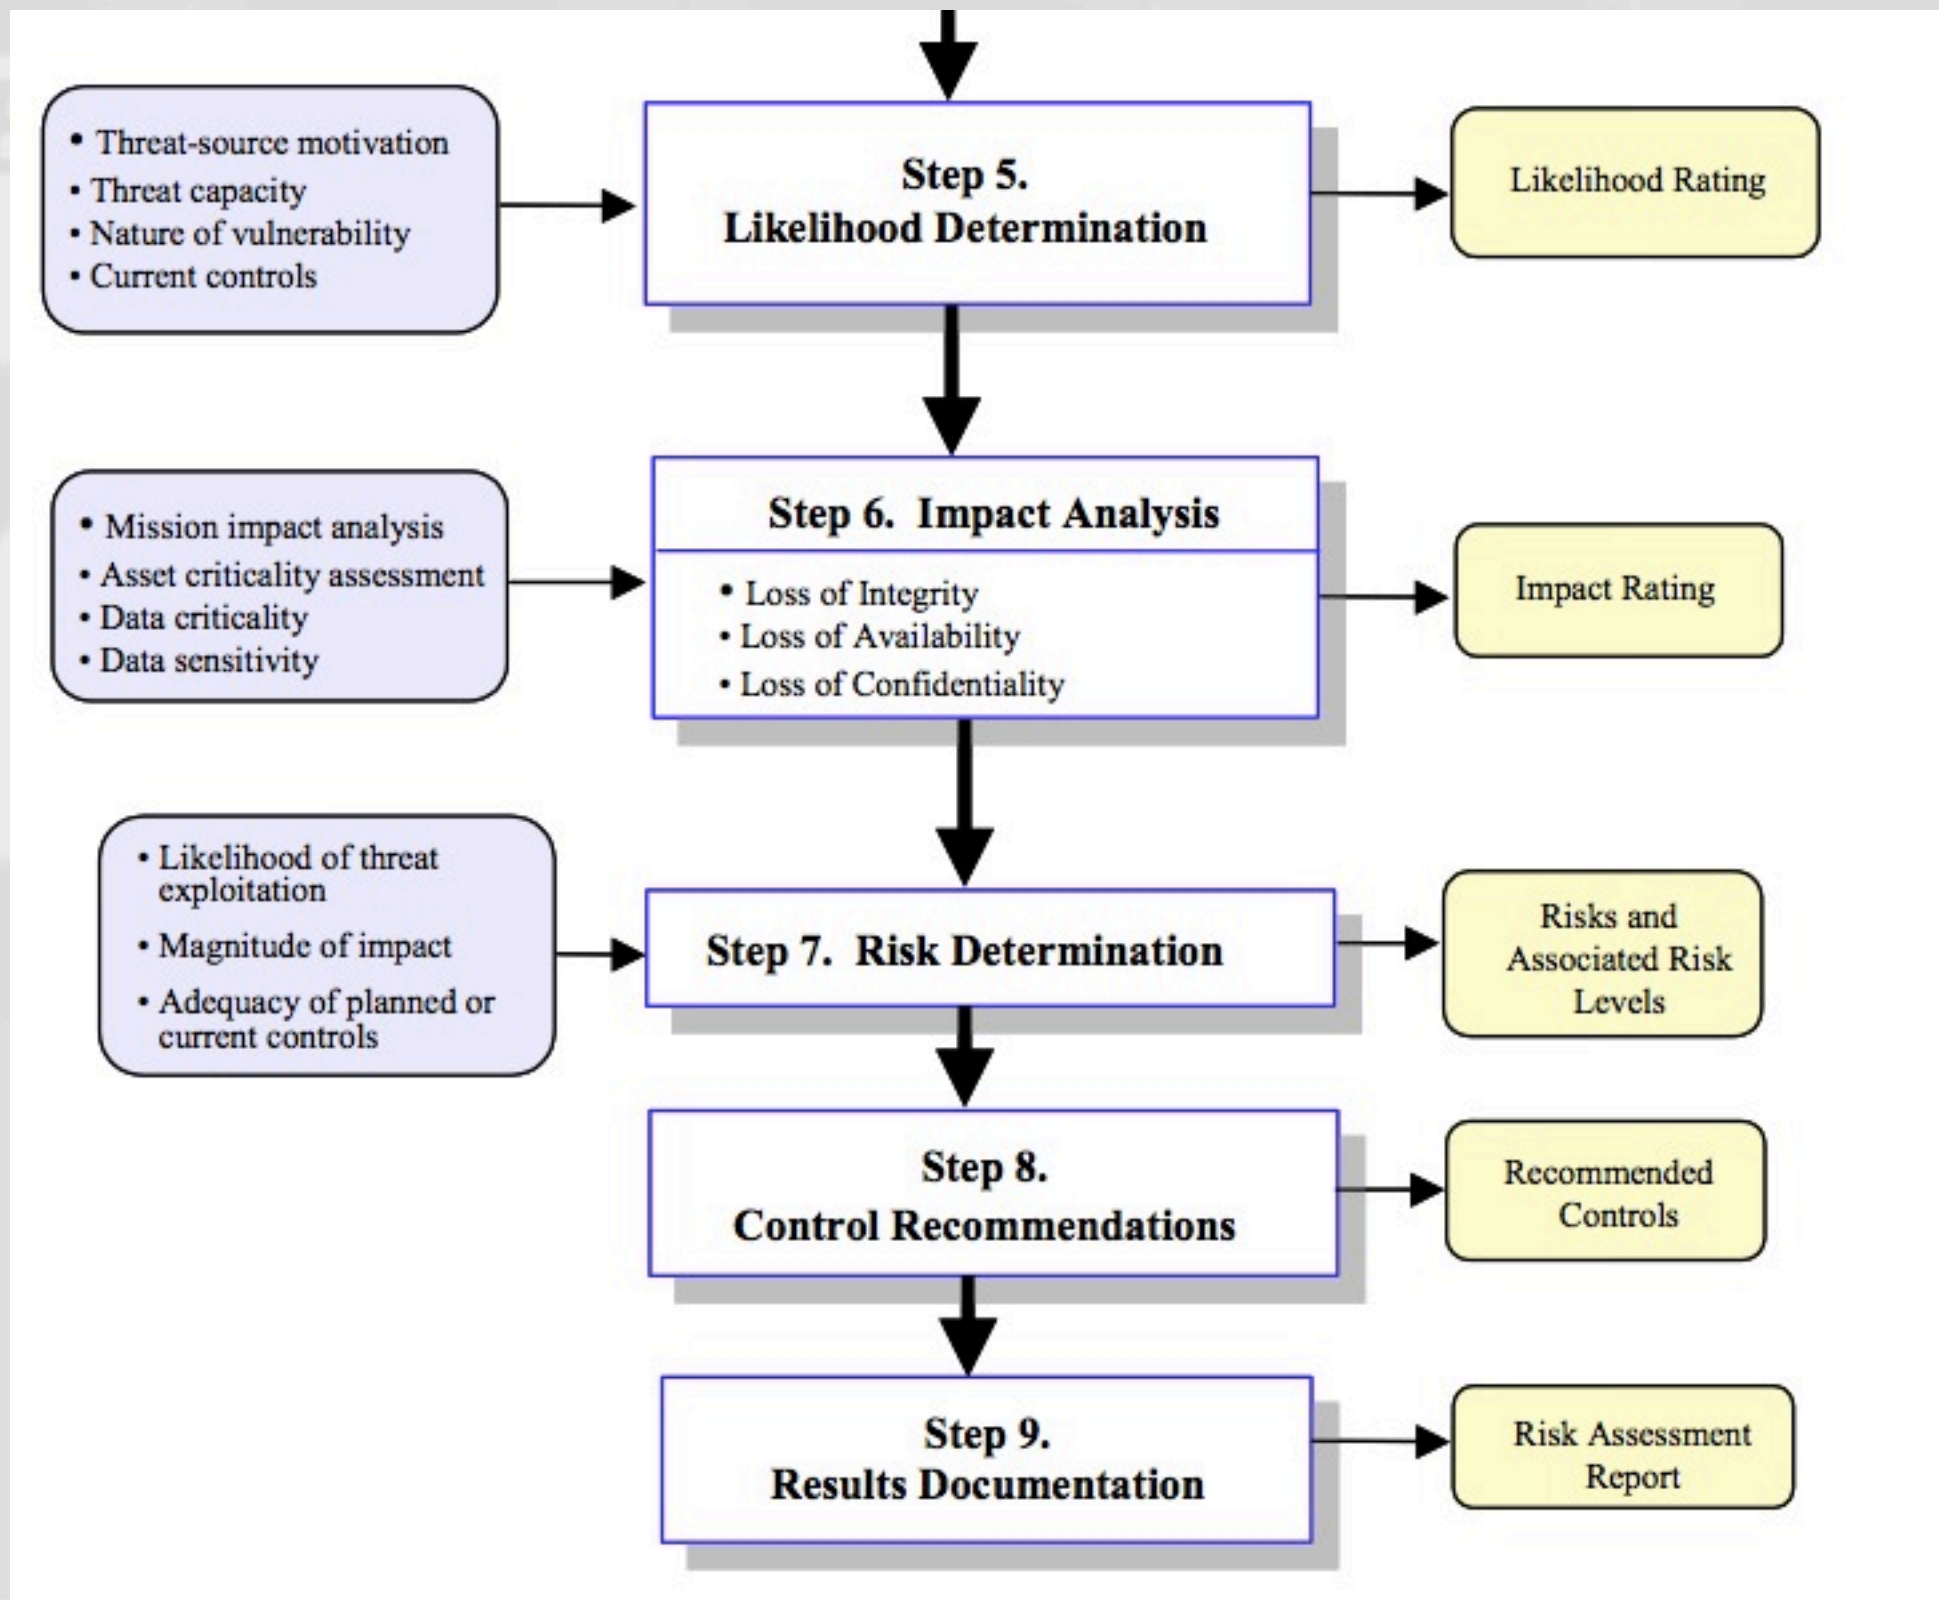 • Threat-source motivation
• Threat capacity
• Nature of vulnerability
• Current controls
Step 5.
Likelihood Determination
Likelihood Rating
• Mission impact analysis
• Asset criticality assessment
• Data criticality
• Data sensitivity
Step 6. Impact Analysis
• Loss of Integrity
• Loss of Availability
• Loss of Confidentiality
Impact Rating
• Likelihood of threat
exploitation
• Magnitude of impact
• Adequacy of planned or
current controls
Step 7. Risk Determination
Risks and
Associated Risk
Levels
Step 8.
Control Recommendations
Recommended
Controls
Step 9.
Results Documentation
Risk Assessment
Report